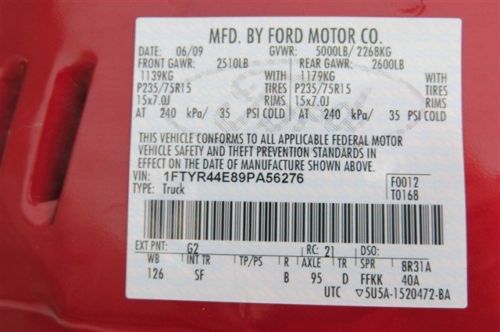 MFD. BY FORD MOTOR CO.
DATE: 06/09 GVWR: 5000LB/ 2268KG
FRONT GAWR: 2510LB REAR GAWR: 2600LB
1139KG WITH 1179KG WITH
P235/75R15 TIRES P235/75R15 TIRES
15x7.0J RIMS 15x7.0J RIMS
AT 240 kPa/ 35 PSI COLD AT 240 kPa/ 35 PSI COLD
THIS VEHICLE CONFORMS TO ALL APPLICABLE FEDERAL MOTOR
VEHICLE SAFETY AND THEFT PREVENTION STANDARDS IN
EFFECT ON THE DATE OF MANUFACTURE SHOWN ABOVE.
VIN: 1FTYR44E89PA56276 F0012
TYPE: Truck T0168
EXT PNT: G2 RC: 21 DSO:
WB INT TR TP/PS R AXLE TR SPR 8R31A
126 SF B 95 D FFKK 40A
UTC 5U5A-1520472-BA